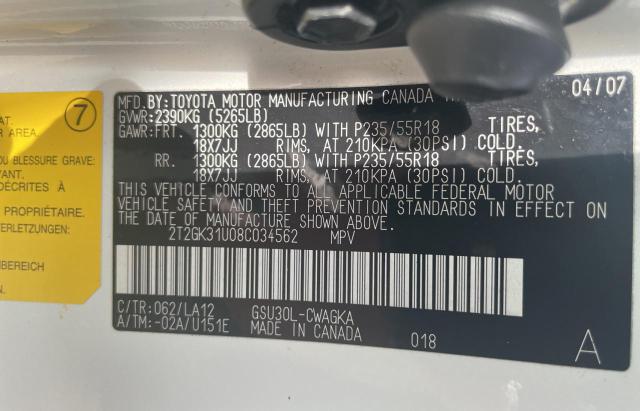 04/07
MFD.BY:TOYOTA MOTOR MANUFACTURING CANADA
GVWR:2390KG (5265LB)
GAWR:FRT. 1300KG (2865LB) WITH P235/55R18 TIRES,
18X7JJ RIMS, AT 210KPA (30PSI) COLD.
RR. 1300KG (2865LB) WITH P235/55R18 TIRES,
18X7JJ RIMS, AT 210KPA (30PSI) COLD.
THIS VEHICLE CONFORMS TO ALL APPLICABLE FEDERAL MOTOR
VEHICLE SAFETY AND THEFT PREVENTION STANDARDS IN EFFECT ON
THE DATE OF MANUFACTURE SHOWN ABOVE.
2T2GK31U08C034562 MPV
C/TR:062/LA12 GSU30L-CWAGKA
A/TM:-02A/U151E MADE IN CANADA 018 A
7
AT.
R AREA.
OU BLESSURE GRAVE:
VANT.
DÉCRITES À
PROPRIÉTAIRE.
VERLETZUNG:
BEREICH